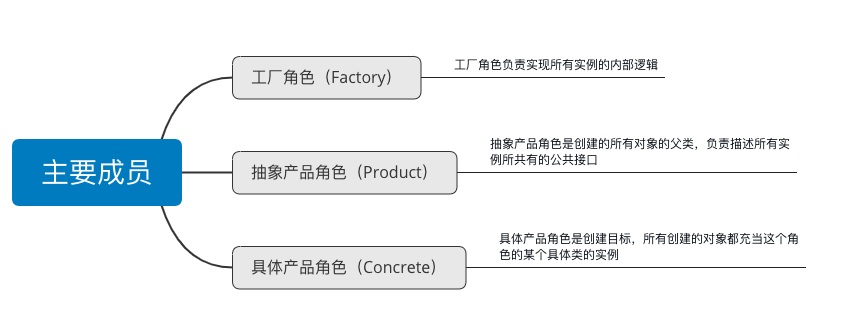 主要成员
工厂角色（Factory）
工厂角色负责实现所有实例的内部逻辑
抽象产品角色（Product）
抽象产品角色是创建的所有对象的父类，负责描述所有实
例所共有的公共接口
具体产品角色（Concrete）
具体产品角色是创建目标，所有创建的对象都充当这个角
色的某个具体类的实例